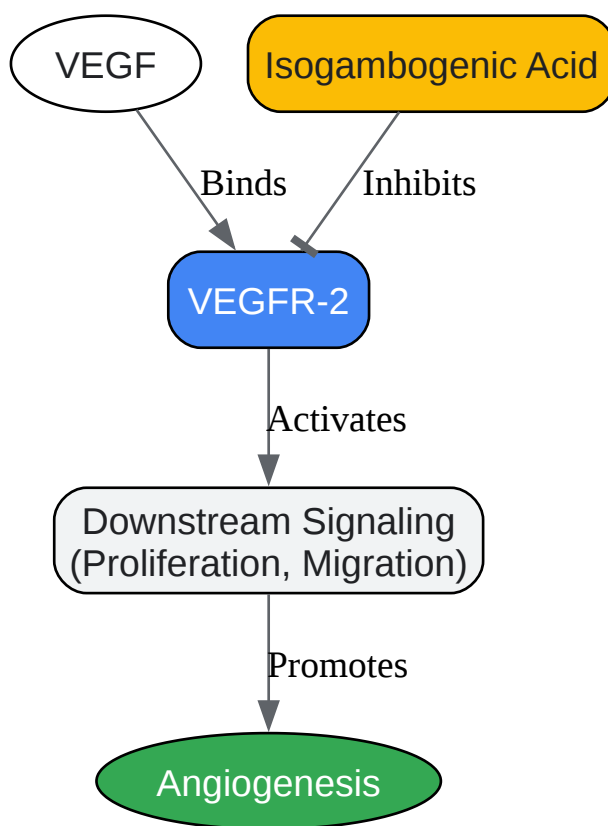 VEGF
Isogambogenic Acid
Binds
Inhibits
VEGFR-2
Activates
Downstream Signaling
(Proliferation, Migration)
Promotes
Angiogenesis